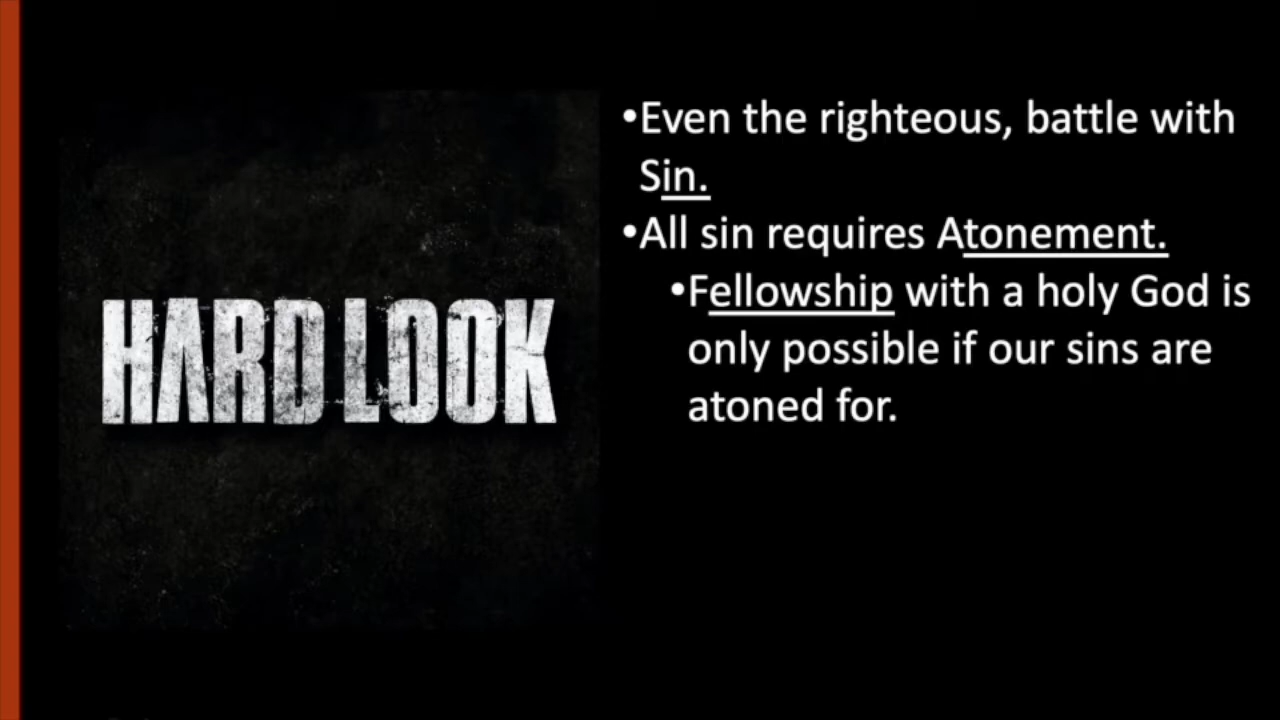 HARD LOOK
•Even the righteous, battle with
Sin.
•All sin requires Atonement.
•Fellowship with a holy God is
only possible if our sins are
atoned for.